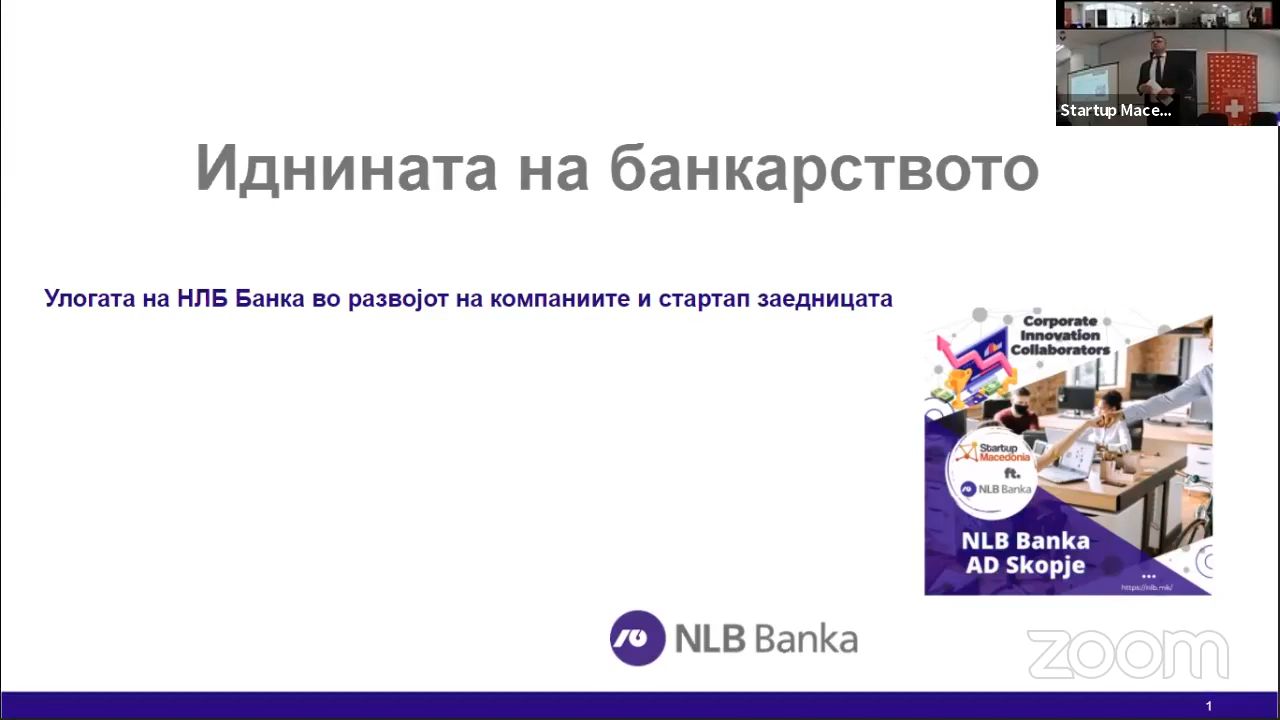 Startup Mace...
Иднината на банкарството
Улогата на НЛБ Банка во развојот на компаниите и стартап заедницата
Corporate
Innovation
Collaborators
Startup
Macedonia
ft.
NLB Banka
NLB Banka
AD Skopje
https://nlb.mk/
NLB Banka
zoom
1